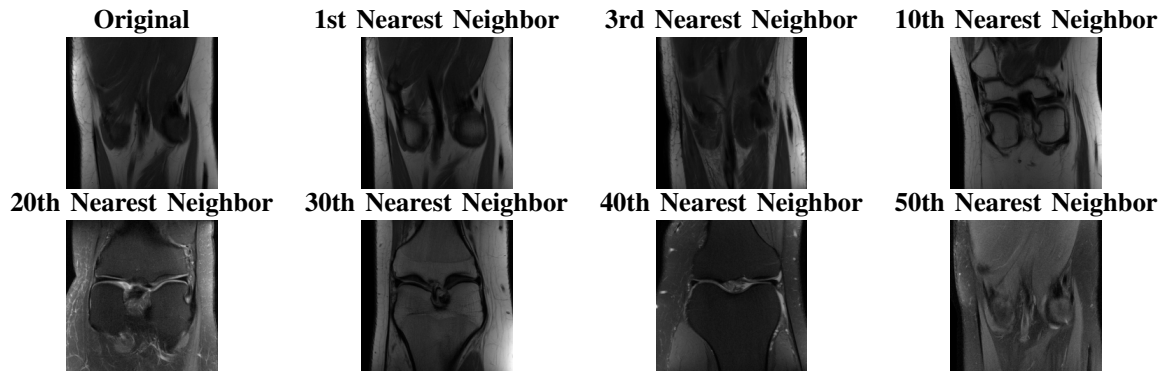 Original
1st Nearest Neighbor
3rd Nearest Neighbor
10th Nearest Neighbor
20th Nearest Neighbor
30th Nearest Neighbor
40th Nearest Neighbor
50th Nearest Neighbor